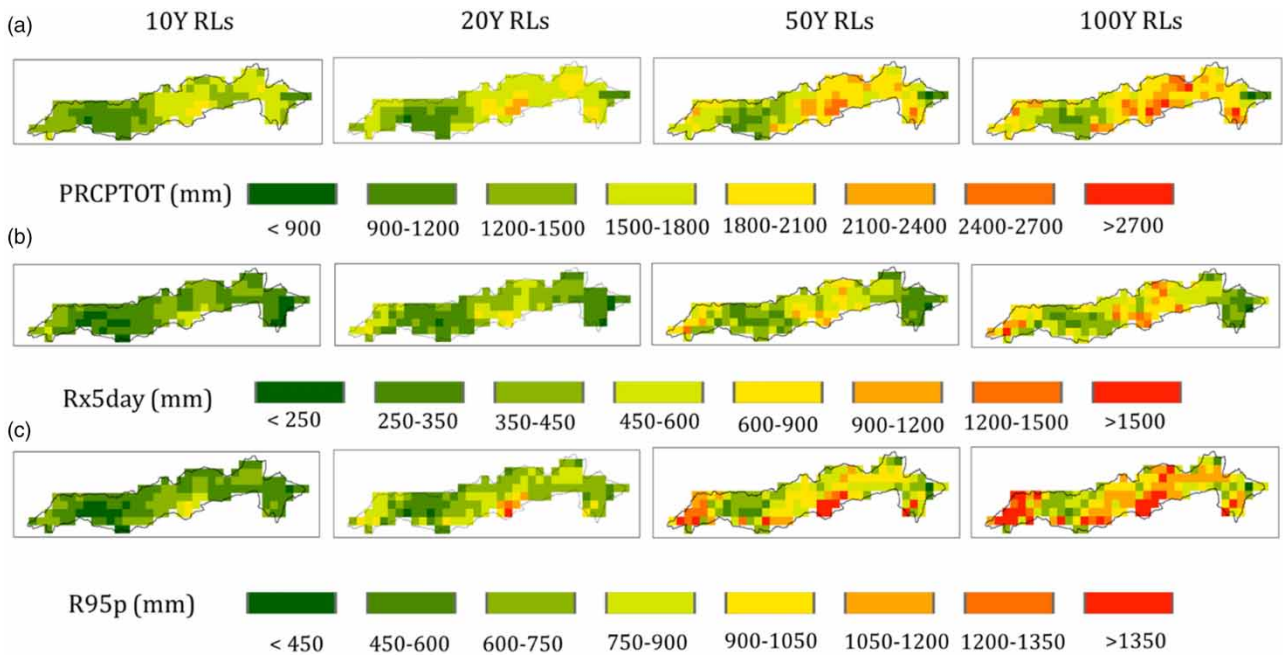 (a)
10Y RLs 20Y RLs 50Y RLs 100Y RLs
PRCPTOT (mm)
< 900 900-1200 1200-1500 1500-1800 1800-2100 2100-2400 2400-2700 >2700
(b)
Rx5day (mm)
< 250 250-350 350-450 450-600 600-900 900-1200 1200-1500 >1500
(c)
R95p (mm)
< 450 450-600 600-750 750-900 900-1050 1050-1200 1200-1350 >1350